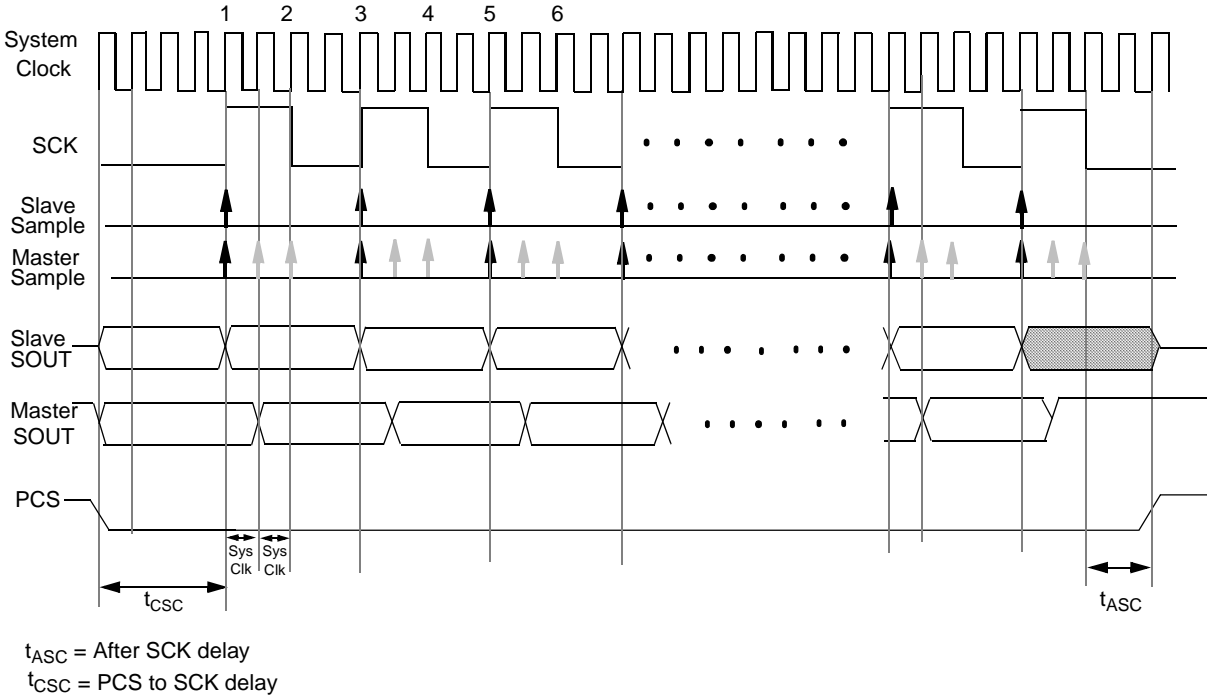 1 2 3 4 5 6
System
Clock
SCK
Slave
Sample
Master
Sample
Slave
SOUT
Master
SOUT
PCS
Sys Sys
Clk Clk
tCSC
tASC
tASC = After SCK delay
tCSC = PCS to SCK delay